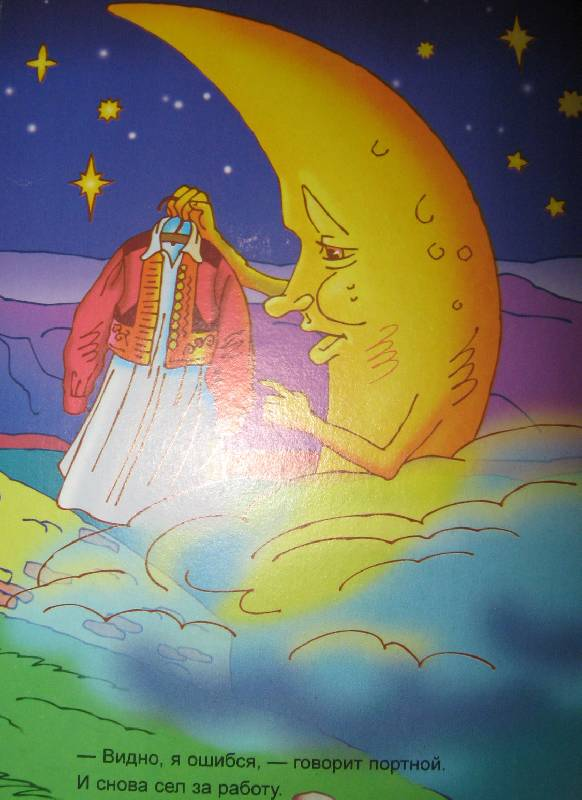 — Видно, я ошибся, — говорит портной.
И снова сел за работу.